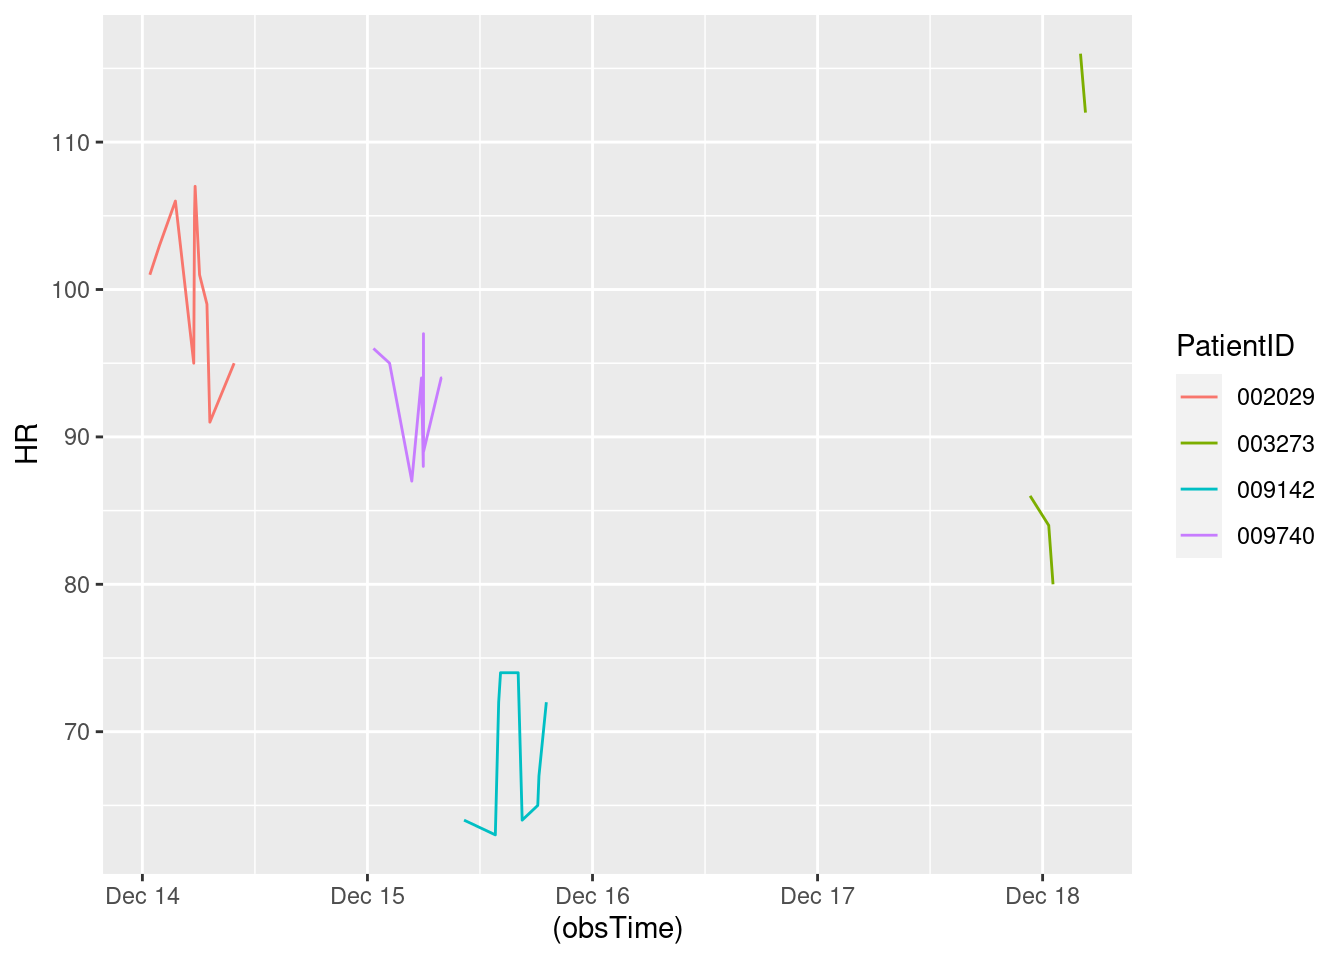 110
100
90
80
70
HR
Dec 14
Dec 15
Dec 16
Dec 17
Dec 18
(obsTime)
PatientID
002029
003273
009142
009740